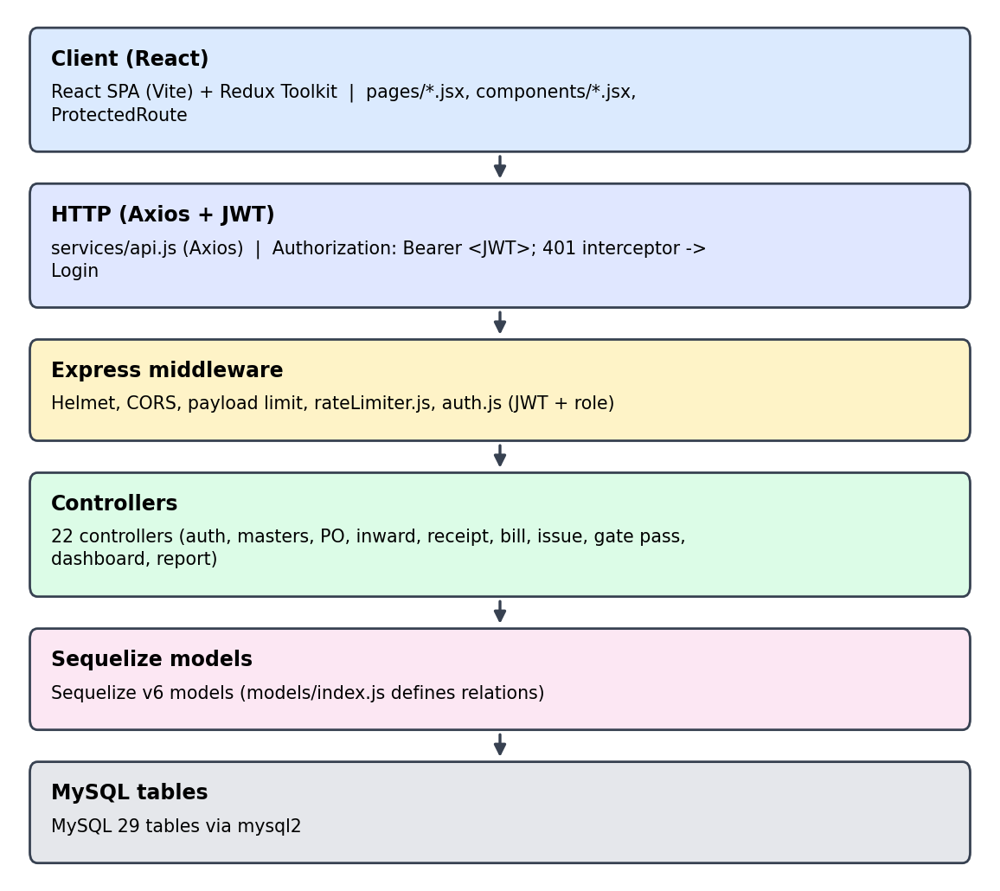 Client (React)
React SPA (Vite) + Redux Toolkit | pages/*.jsx, components/*.jsx,
ProtectedRoute
HTTP (Axios + JWT)
services/api.js (Axios) | Authorization: Bearer <JWT>; 401 interceptor ->
Login
Express middleware
Helmet, CORS, payload limit, rateLimiter.js, auth.js (JWT + role)
Controllers
22 controllers (auth, masters, PO, inward, receipt, bill, issue, gate pass,
dashboard, report)
Sequelize models
Sequelize v6 models (models/index.js defines relations)
MySQL tables
MySQL 29 tables via mysql2